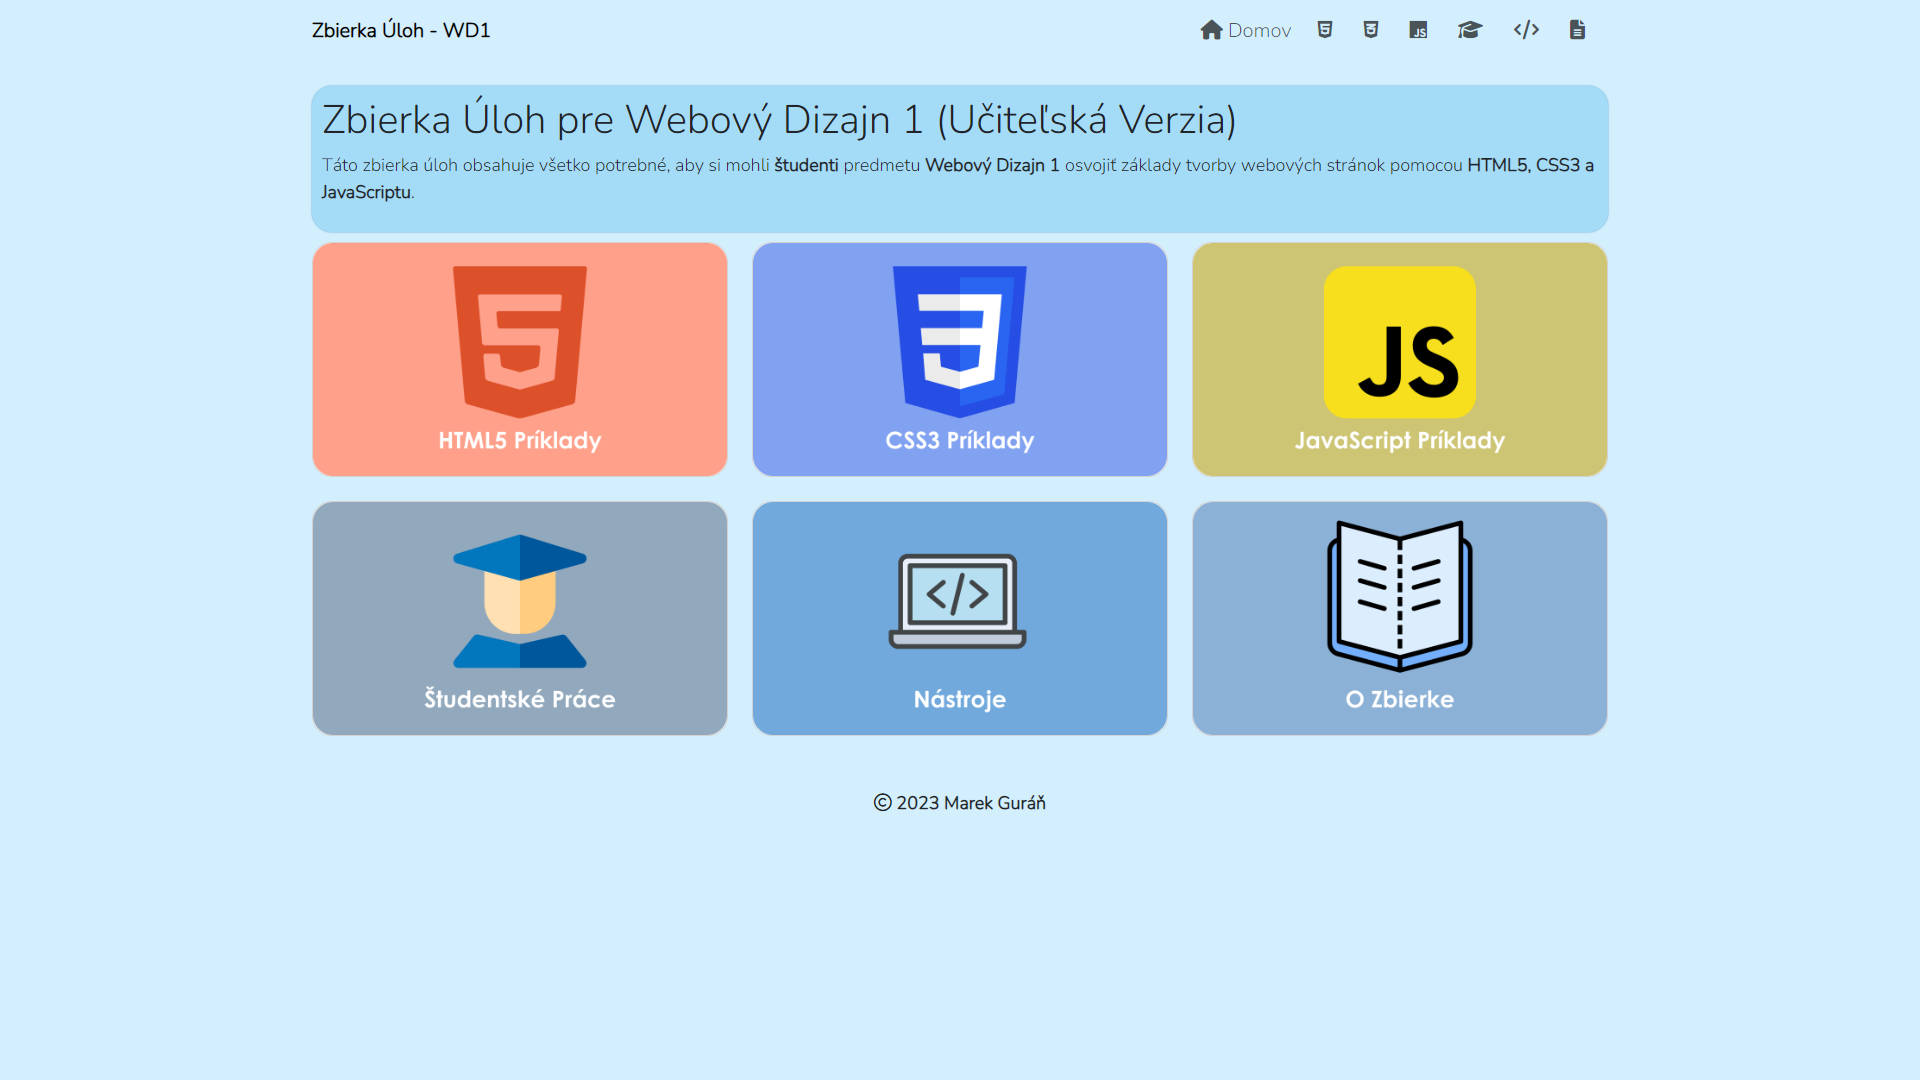 Zbierka Úloh - WD1
Domov
JS
Zbierka Úloh pre Webový Dizajn 1 (Učiteľská Verzia)
Táto zbierka úloh obsahuje všetko potrebné, aby si mohli študenti predmetu Webový Dizajn 1 osvojiť základy tvorby webových stránok pomocou HTML5, CSS3 a
JavaScriptu.
JS
HTML5 Príklady
CSS3 Príklady
JavaScript Príklady
</>
Študentské Práce
Nástroje
O Zbierke
© 2023 Marek Guráň